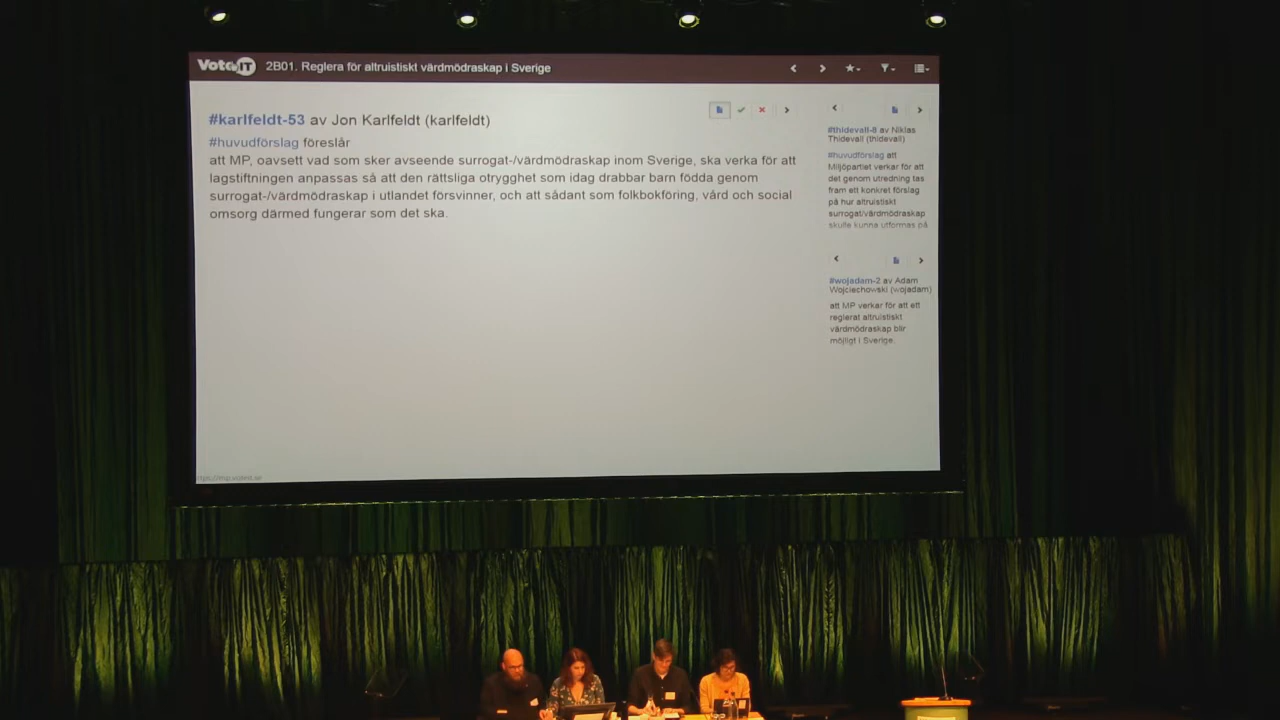 VoteIT 2B01. Reglera för altruistiskt värdmödraskap i Sverige
#karlfeldt-53 av Jon Karlfeldt (karlfeldt)
#huvudförslag föreslår
att MP, oavsett vad som sker avseende surrogat-/värdmödraskap inom Sverige, ska verka för att
lagstiftningen anpassas så att den rättsliga otrygghet som idag drabbar barn födda genom
surrogat-/värdmödraskap i utlandet försvinner, och att sådant som folkbokföring, vård och social
omsorg därmed fungerar som det ska.
#thidevall-8 av Niklas
Thidevall (thidevall)
#huvudförslag att
Miljöpartiet verkar för att
det genom utredning tas
fram ett konkret förslag
på hur altruistiskt
surrogat/värdmödraskap
skulle kunna utformas på
#wojadam-2 av Adam
Wojciechowski (wojadam)
att MP verkar för att ett
reglerat altruistiskt
värdmödraskap blir
möjligt i Sverige.